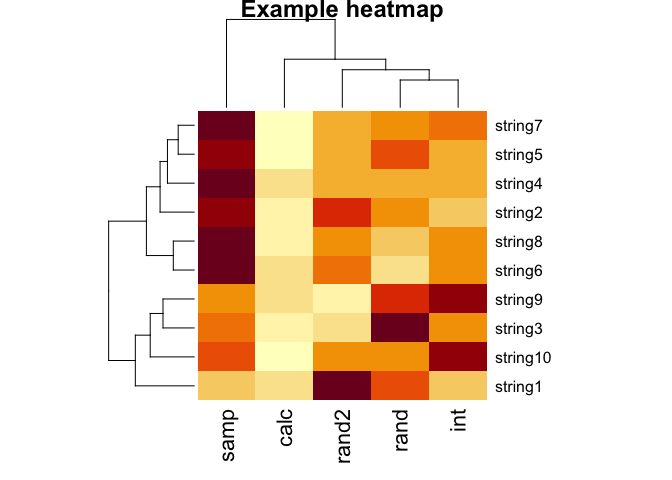 Example heatmap
string7
string5
string4
string2
string8
string6
string9
string3
string10
string1
samp
calc
rand2
rand
int